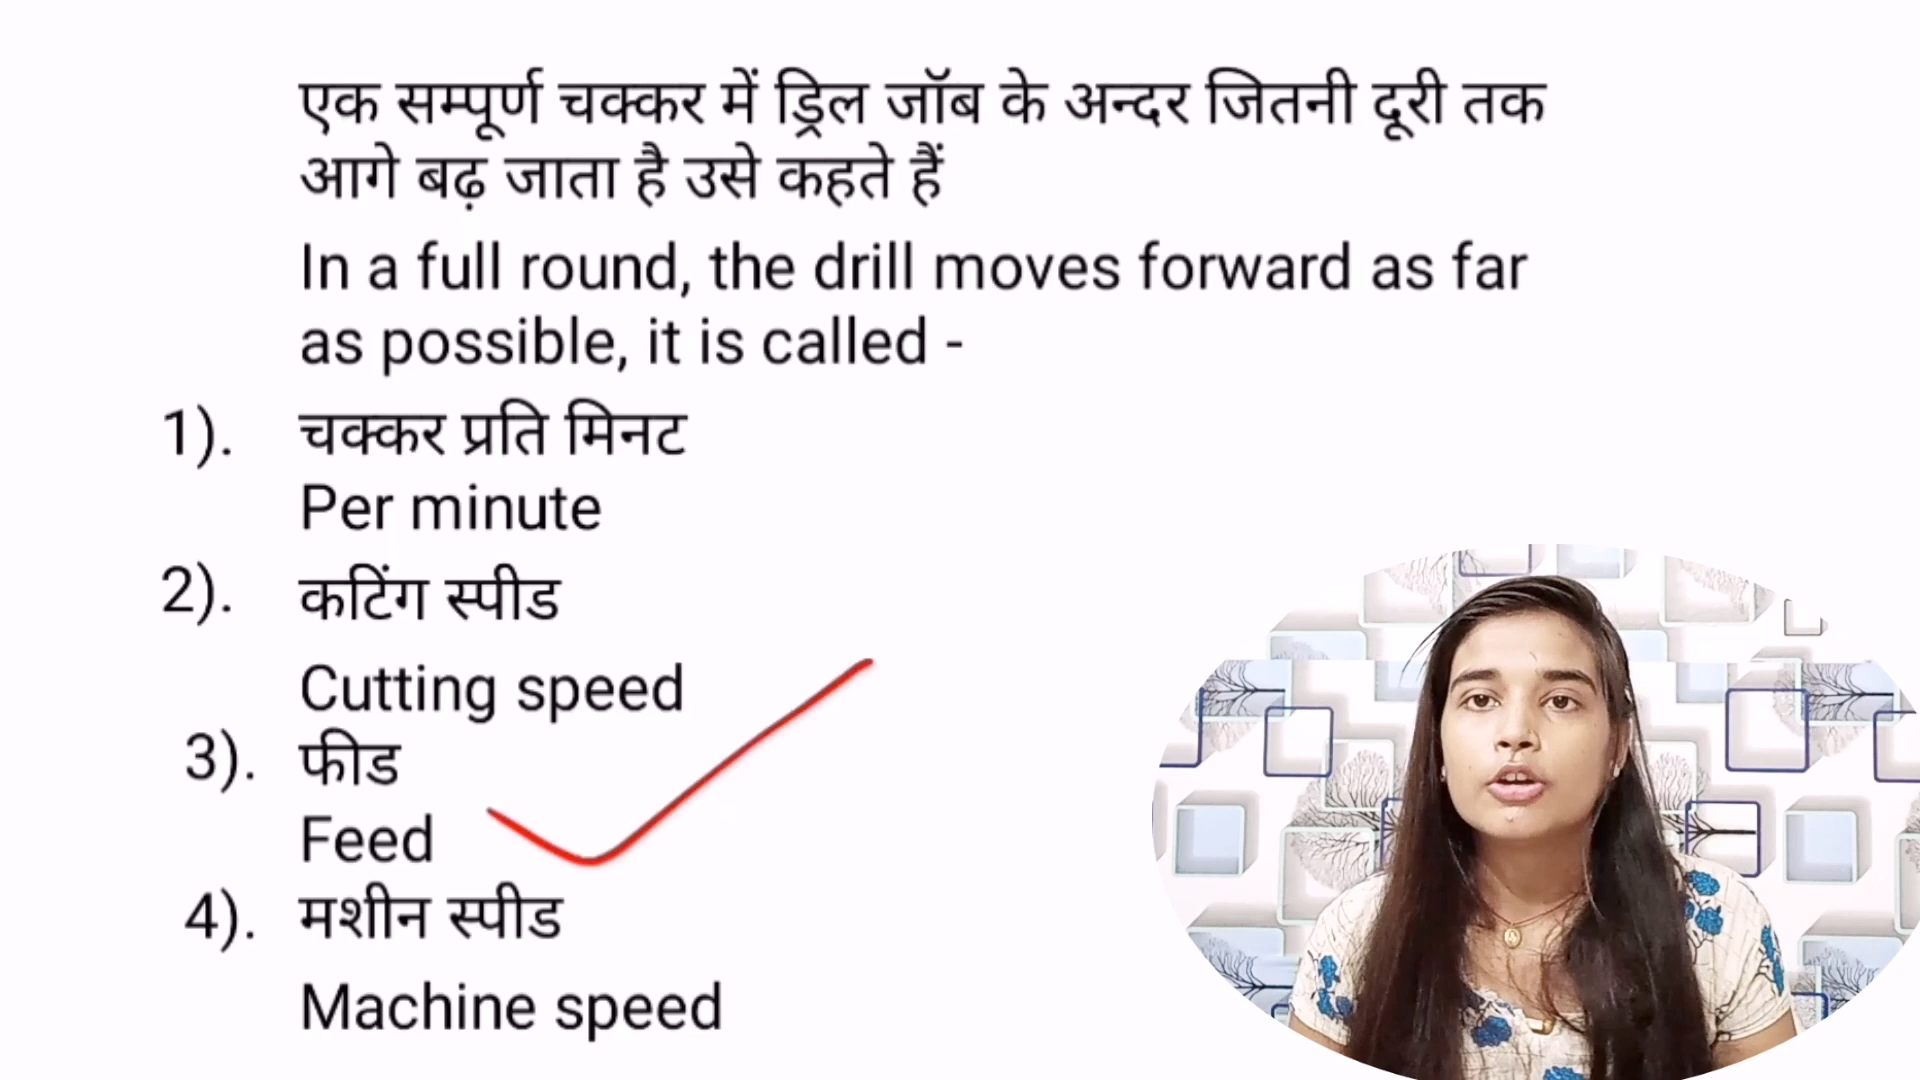 एक सम्पूर्ण चक्कर में ड्रिल जॉब के अन्दर जितनी दूरी तक
आगे बढ़ जाता है उसे कहते हैं
In a full round, the drill moves forward as far
as possible, it is called -
1). चक्कर प्रति मिनट
Per minute
2). कटिंग स्पीड
Cutting speed
3). फीड
Feed
4). मशीन स्पीड
Machine speed